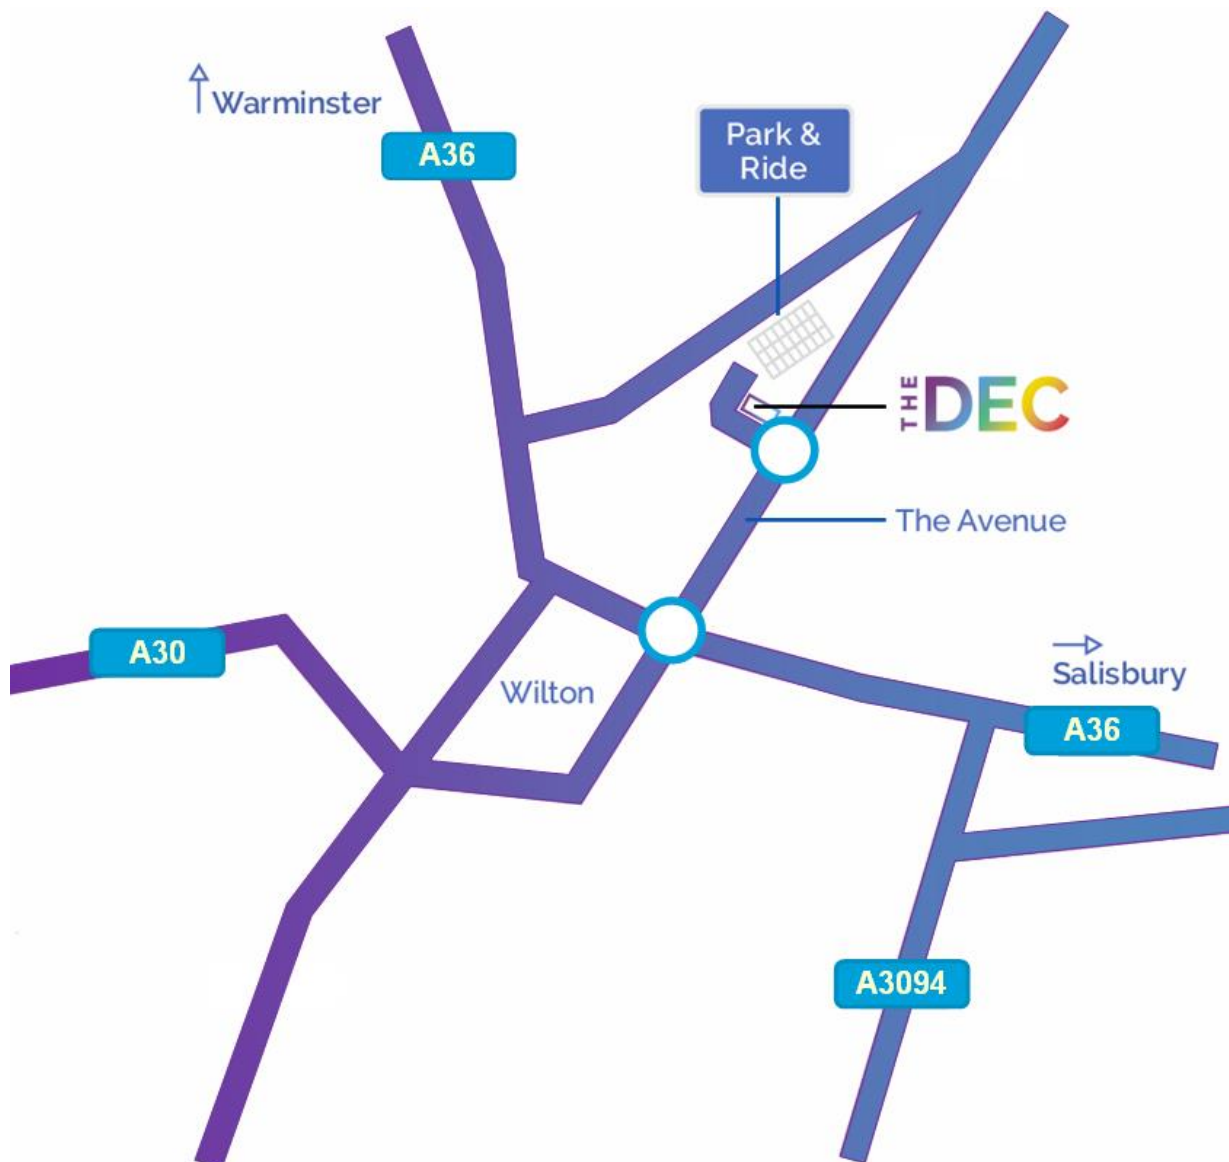 Warminster
A36
Park &
Ride
THE DEC
The Avenue
A30
Wilton
Salisbury
A36
A3094